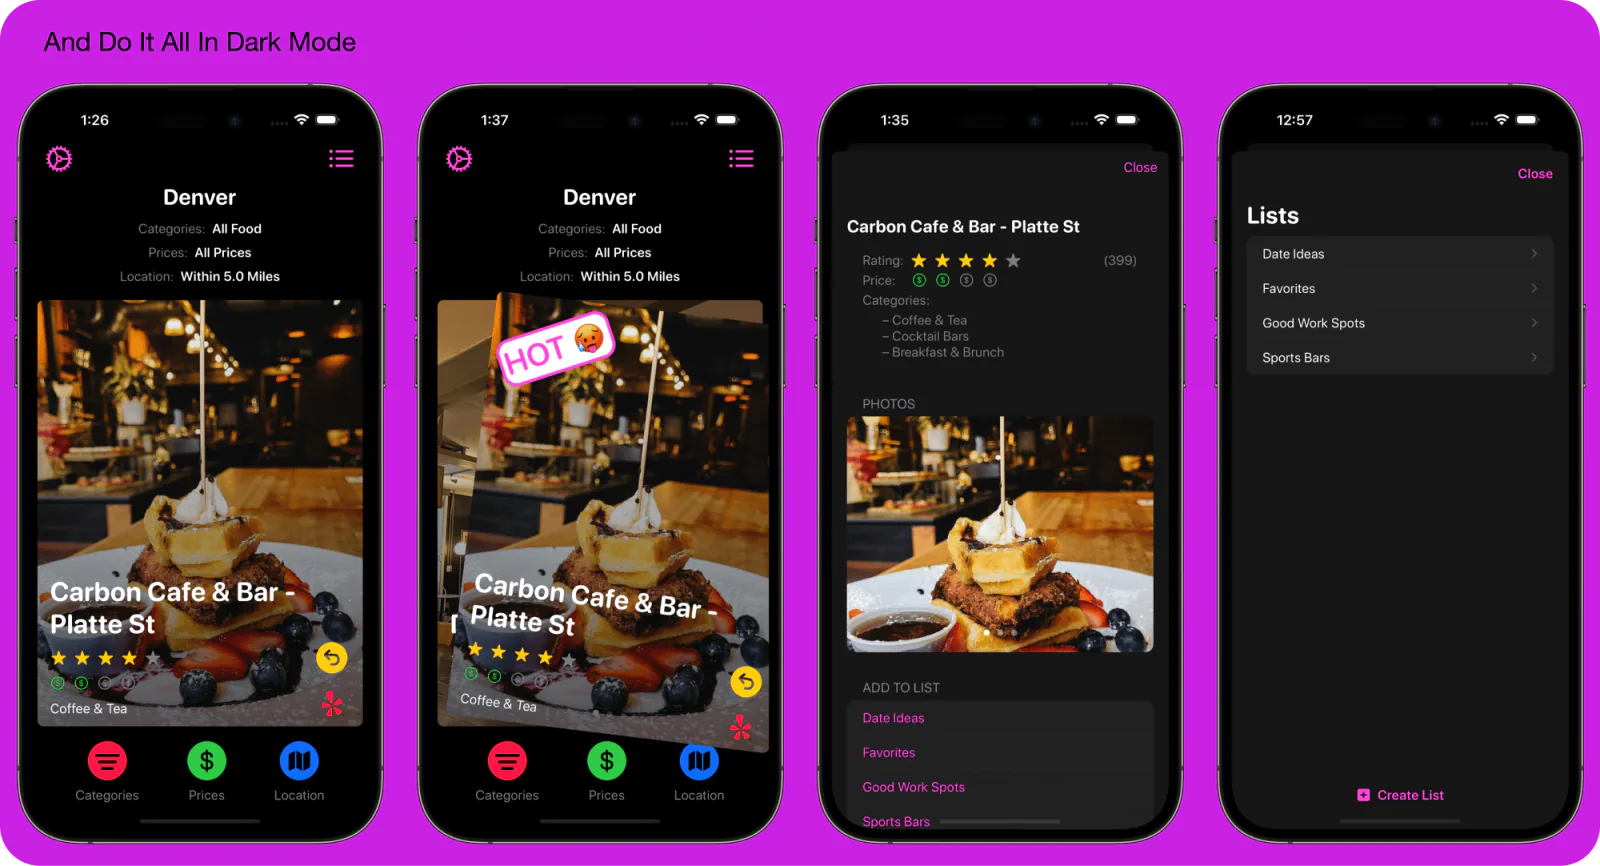 And Do It All In Dark Mode
1:26
Denver
Categories: All Food
Prices: All Prices
Location: Within 5.0 Miles
Carbon Cafe & Bar -
Platte St
Coffee & Tea
Categories
Prices
Location
1:37
Denver
Categories: All Food
Prices: All Prices
Location: Within 5.0 Miles
HOT 🥵
Carbon Cafe & Bar -
Platte St
Coffee & Tea
Categories
Prices
Location
1:35
Close
Carbon Cafe & Bar - Platte St
Rating: (399)
Price:
Categories:
– Coffee & Tea
– Cocktail Bars
– Breakfast & Brunch
PHOTOS
ADD TO LIST
Date Ideas
Favorites
Good Work Spots
Sports Bars
12:57
Close
Lists
Date Ideas
Favorites
Good Work Spots
Sports Bars
Create List